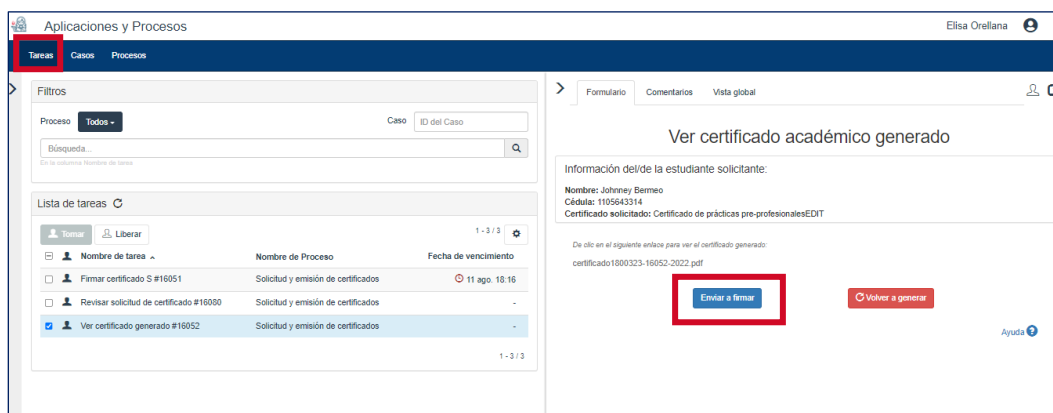 Aplicaciones y Procesos
Elisa Orellana
Tareas Casos Procesos
Filtros
Proceso Todos Caso ID del Caso
Búsqueda...
En la columna Nombre de tarea
Lista de tareas
Tomar Liberar 1 - 3 / 3
Nombre de tarea Nombre de Proceso Fecha de vencimiento
Firmar certificado S #16051 Solicitud y emisión de certificados 11 ago. 18:16
Revisar solicitud de certificado #16080 Solicitud y emisión de certificados -
Ver certificado generado #16052 Solicitud y emisión de certificados -
1 - 3 / 3
Formulario Comentarios Vista global
Ver certificado académico generado
Información del/de la estudiante solicitante:
Nombre: Johnney Bermeo
Cédula: 1105643314
Certificado solicitado: Certificado de prácticas pre-profesionalesEDIT
De clic en el siguiente enlace para ver el certificado generado:
certificado1800323-16052-2022.pdf
Enviar a firmar Volver a generar
Ayuda